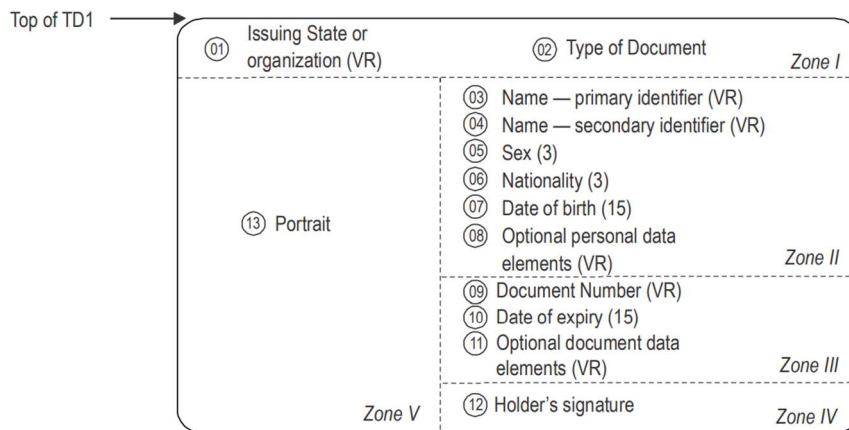 Top of TD1
01 Issuing State or
organization (VR)
02 Type of Document
Zone I
03 Name — primary identifier (VR)
04 Name — secondary identifier (VR)
05 Sex (3)
06 Nationality (3)
07 Date of birth (15)
08 Optional personal data
elements (VR)
Zone II
13 Portrait
Zone V
09 Document Number (VR)
10 Date of expiry (15)
11 Optional document data
elements (VR)
Zone III
12 Holder's signature
Zone IV